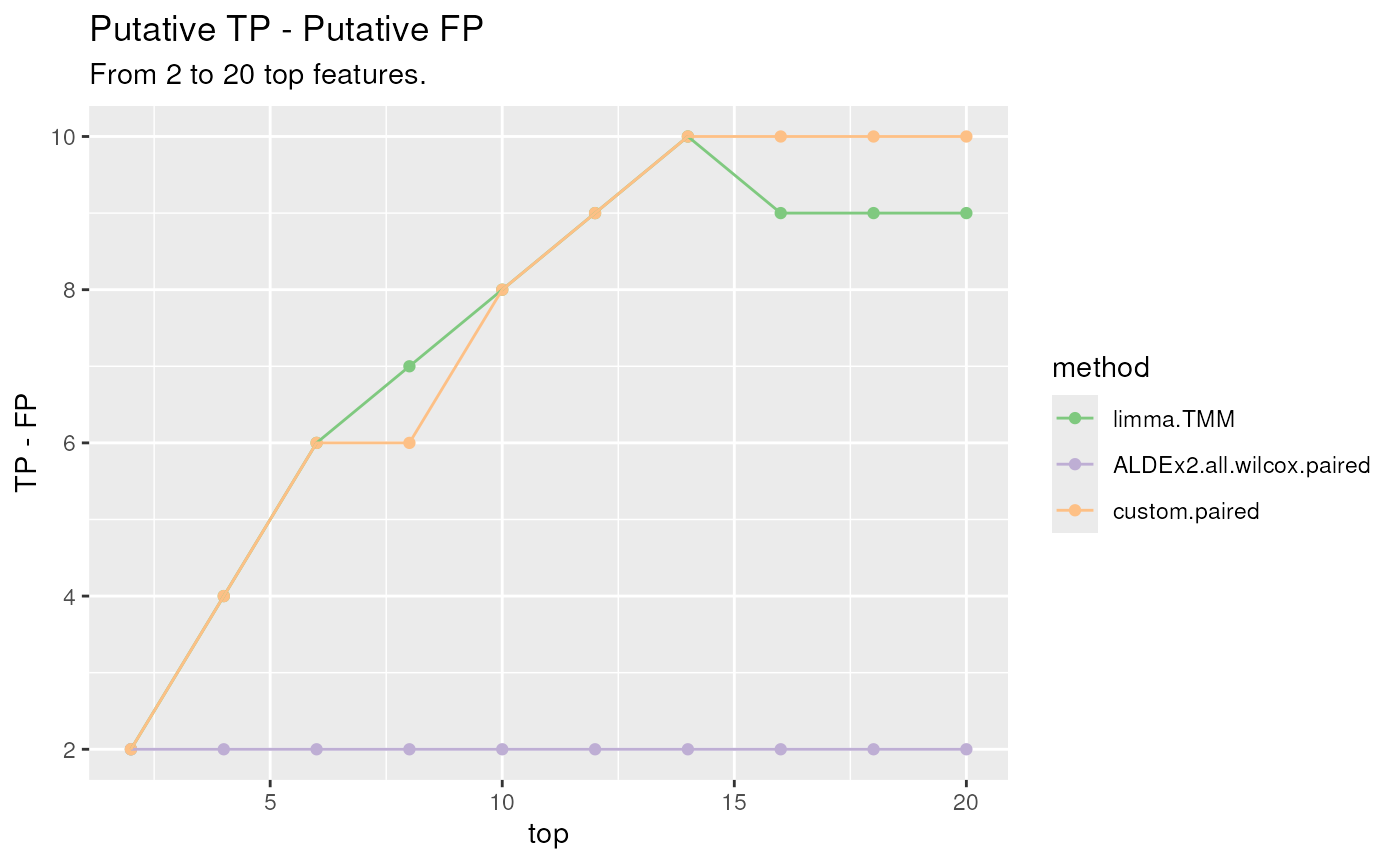 Putative TP - Putative FP
From 2 to 20 top features.
10
8
6
4
2
TP - FP
5
10
15
20
top
method
limma.TMM
ALDEx2.all.wilcox.paired
custom.paired